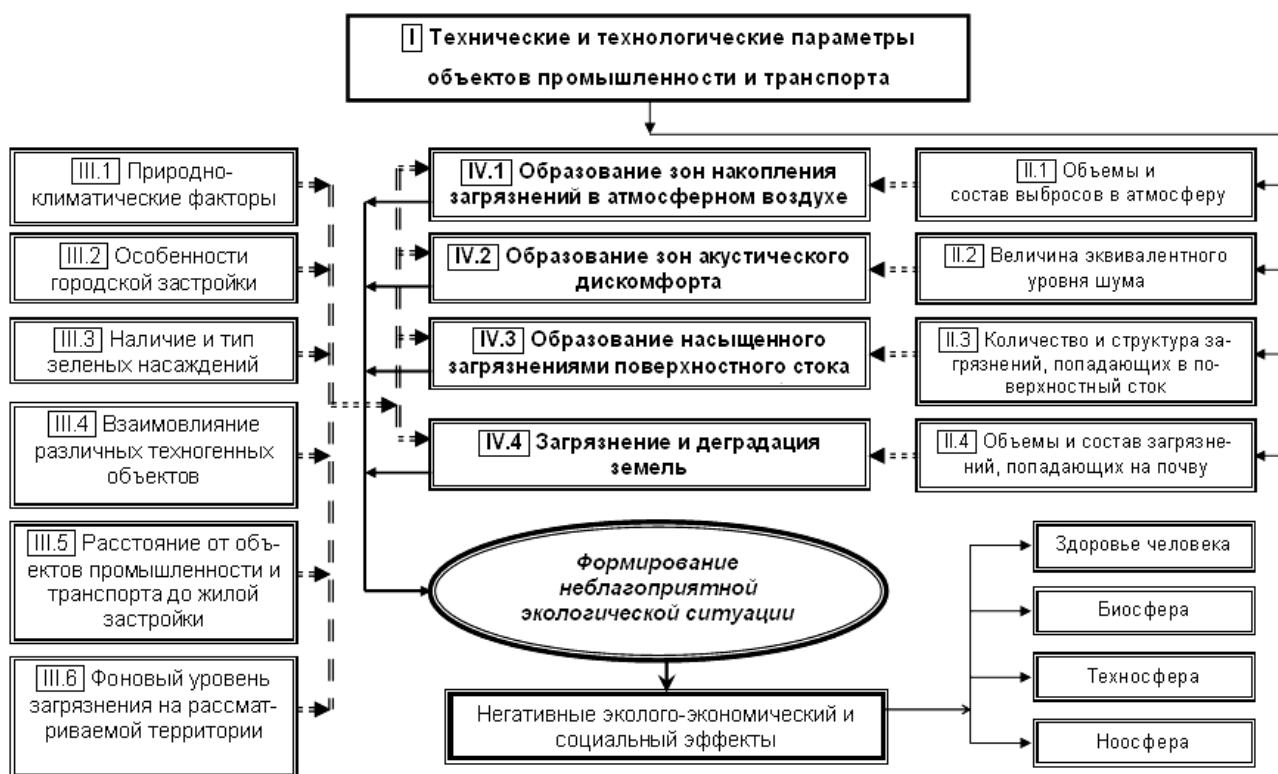 I Технические и технологические параметры
объектов промышленности и транспорта
III.1 Природно-
климатические факторы
III.2 Особенности
городской застройки
III.3 Наличие и тип
зеленых насаждений
III.4 Взаимовлияние
различных техногенных
объектов
III.5 Расстояние от объ-
ектов промышленности и
транспорта до жилой
застройки
III.6 Фоновый уровень
загрязнения на рассмат-
риваемой территории
IV.1 Образование зон накопления
загрязнений в атмосферном воздухе
IV.2 Образование зон акустического
дискомфорта
IV.3 Образование насыщенного
загрязнениями поверхностного стока
IV.4 Загрязнение и деградация
земель
II.1 Объемы и
состав выбросов в атмосферу
II.2 Величина эквивалентного
уровня шума
II.3 Количество и структура за-
грязнений, попадающих в по-
верхностный сток
II.4 Объемы и состав загрязне-
ний, попадающих на почву
Формирование
неблагоприятной
экологической ситуации
Негативные эколого-экономический и
социальный эффекты
Здоровье человека
Биосфера
Техносфера
Ноосфера